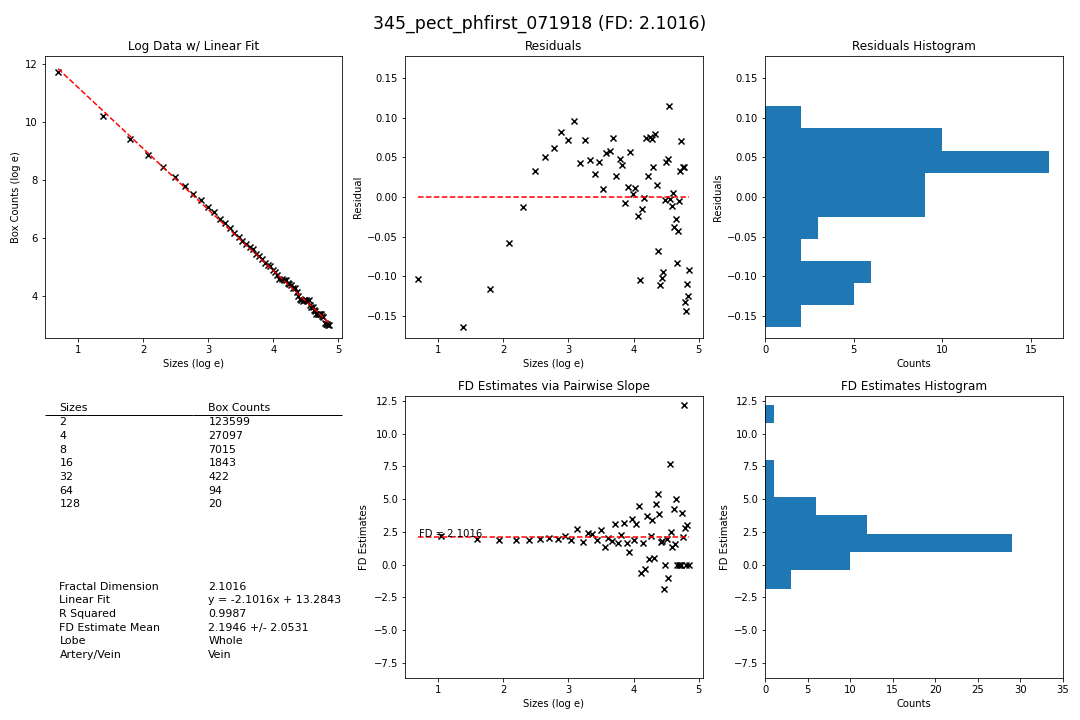 345_pect_phfirst_071918 (FD: 2.1016)
Log Data w/ Linear Fit
12
10
8
6
4
Box Counts (log e)
1 2 3 4 5
Sizes (log e)
Residuals
0.15
0.10
0.05
0.00
−0.05
−0.10
−0.15
Residual
1 2 3 4 5
Sizes (log e)
Residuals Histogram
0.15
0.10
0.05
0.00
−0.05
−0.10
−0.15
Residuals
0 5 10 15
Counts
Sizes Box Counts
2 123599
4 27097
8 7015
16 1843
32 422
64 94
128 20
Fractal Dimension 2.1016
Linear Fit y = -2.1016x + 13.2843
R Squared 0.9987
FD Estimate Mean 2.1946 +/- 2.0531
Lobe Whole
Artery/Vein Vein
FD Estimates via Pairwise Slope
12.5
10.0
7.5
5.0
2.5
0.0
−2.5
−5.0
−7.5
FD Estimates
FD = 2.1016
1 2 3 4 5
Sizes (log e)
FD Estimates Histogram
12.5
10.0
7.5
5.0
2.5
0.0
−2.5
−5.0
−7.5
FD Estimates
0 5 10 15 20 25 30 35
Counts